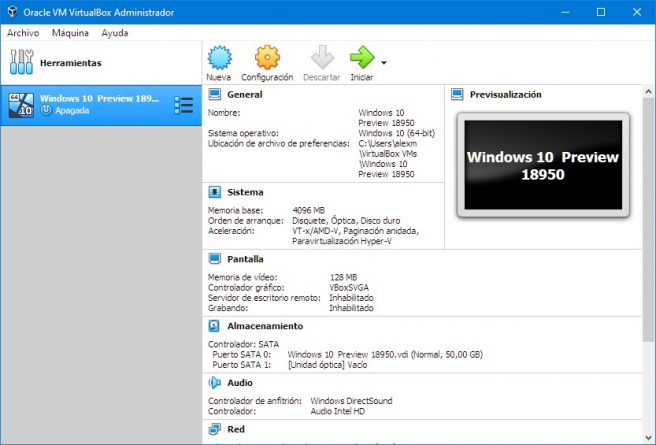 Oracle VM VirtualBox Administrador
Archivo Máquina Ayuda
Herramientas
Nueva Configuración Descartar Iniciar
64
10
Windows 10 Preview 189...
Apagada
General
Nombre: Windows 10
Preview 18950
Sistema operativo: Windows 10 (64-bit)
Ubicación de archivo de preferencias: C:\Users\alexm
\VirtualBox VMs
\Windows 10
Preview 18950
Previsualización
Windows 10 Preview
18950
Sistema
Memoria base: 4096 MB
Orden de arranque: Disquete, Óptica, Disco duro
Aceleración: VT-x/AMD-V, Paginación anidada,
Paravirtualización Hyper-V
Pantalla
Memoria de vídeo: 128 MB
Controlador gráfico: VBoxSVGA
Servidor de escritorio remoto: Inhabilitado
Grabando: Inhabilitado
Almacenamiento
Controlador: SATA
Puerto SATA 0: Windows 10 Preview 18950.vdi (Normal, 50,00 GB)
Puerto SATA 1: [Unidad óptica] Vacío
Audio
Controlador de anfitrión: Windows DirectSound
Controlador: Audio Intel HD
Red